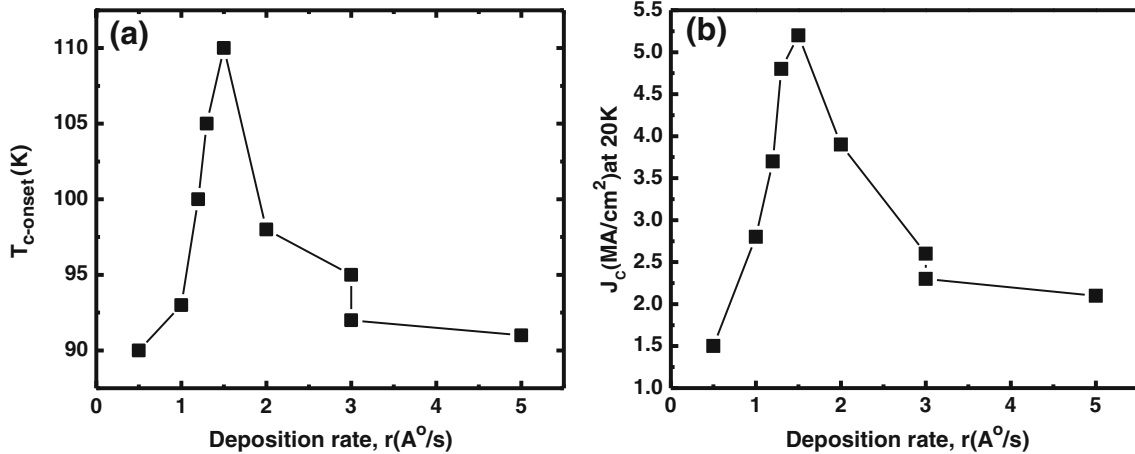 (a)
110
105
100
95
90
T_c-onset(K)
0 1 2 3 4 5
Deposition rate, r(A°/s)
(b)
5.5
5.0
4.5
4.0
3.5
3.0
2.5
2.0
1.5
1.0
J_c(MA/cm²)at 20K
0 1 2 3 4 5
Deposition rate, r(A°/s)